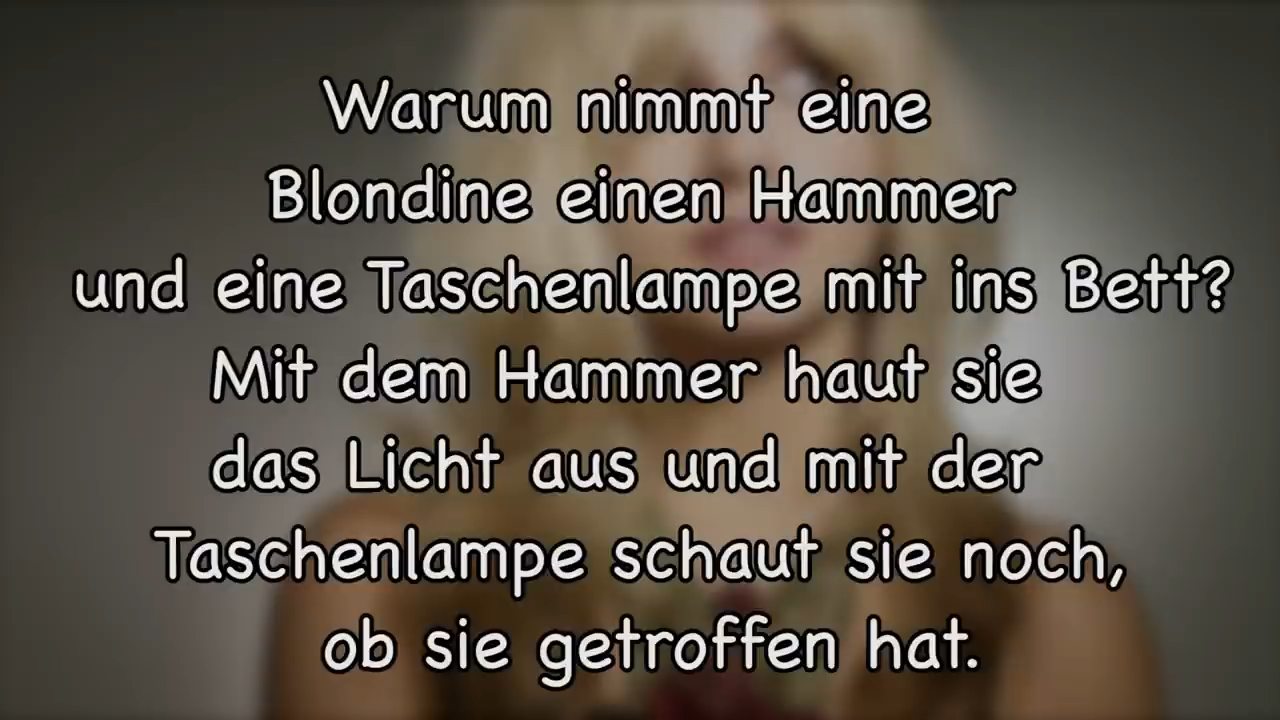 Warum nimmt eine
Blondine einen Hammer
und eine Taschenlampe mit ins Bett?
Mit dem Hammer haut sie
das Licht aus und mit der
Taschenlampe schaut sie noch,
ob sie getroffen hat.